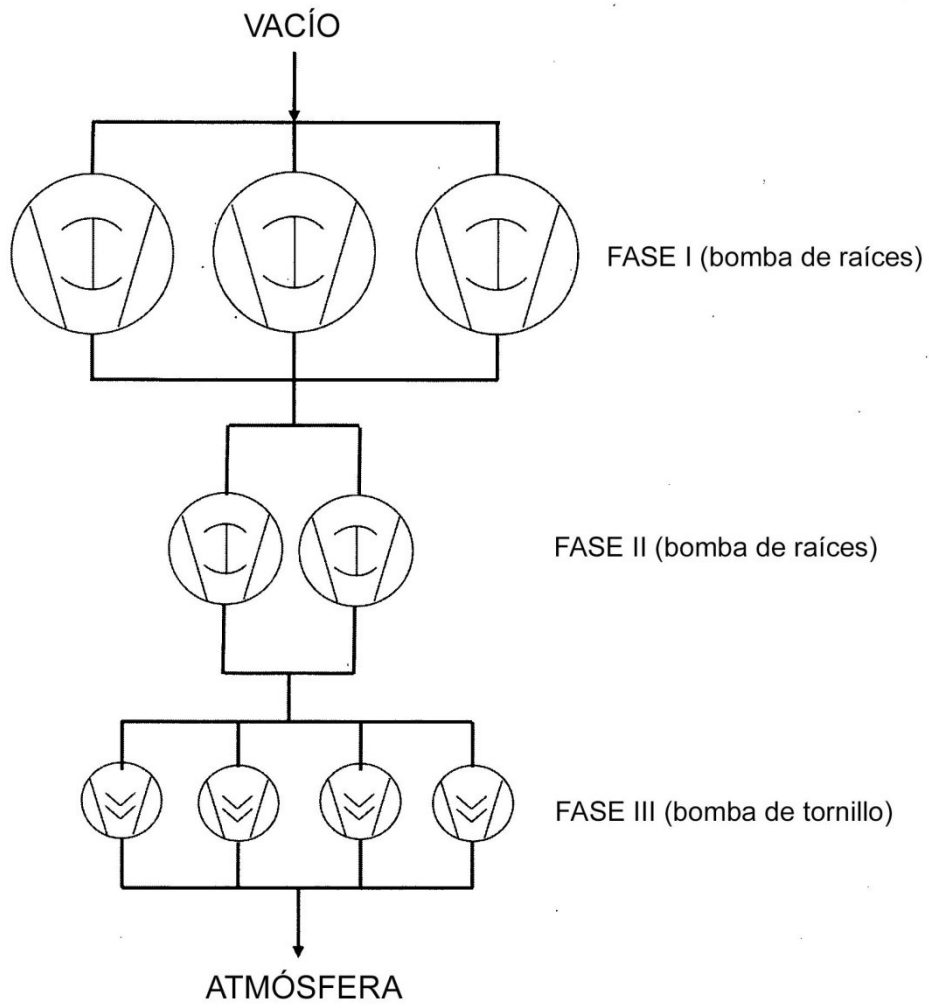 VACÍO
FASE I (bomba de raíces)
FASE II (bomba de raíces)
FASE III (bomba de tornillo)
ATMÓSFERA